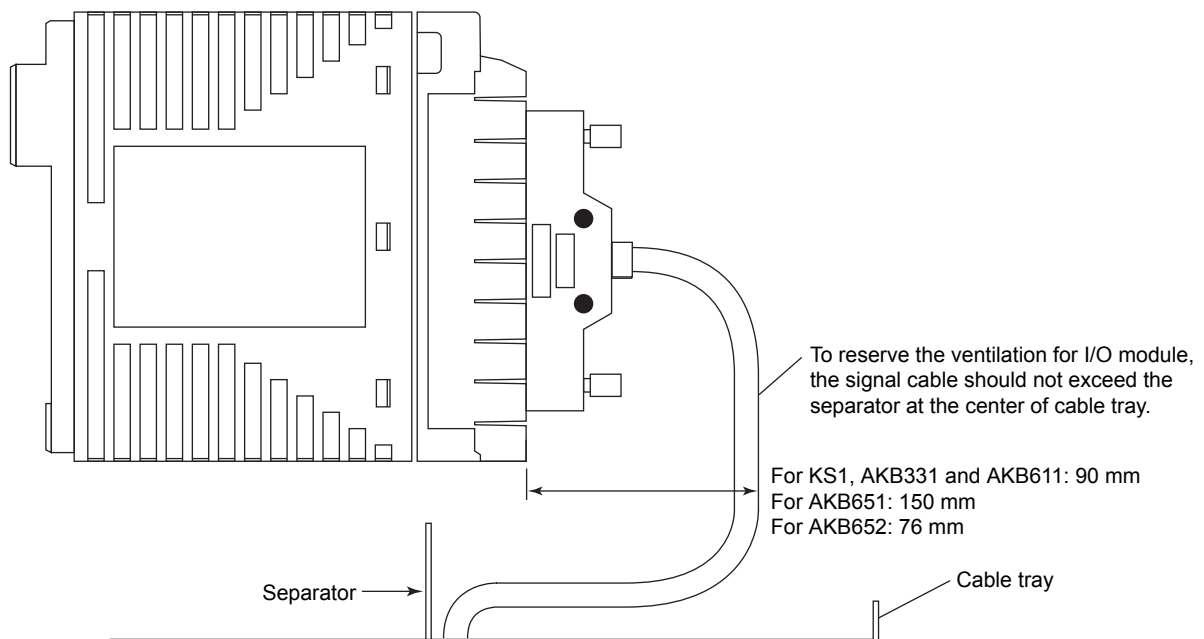 To reserve the ventilation for I/O module,
the signal cable should not exceed the
separator at the center of cable tray.
For KS1, AKB331 and AKB611: 90 mm
For AKB651: 150 mm
For AKB652: 76 mm
Separator
Cable tray